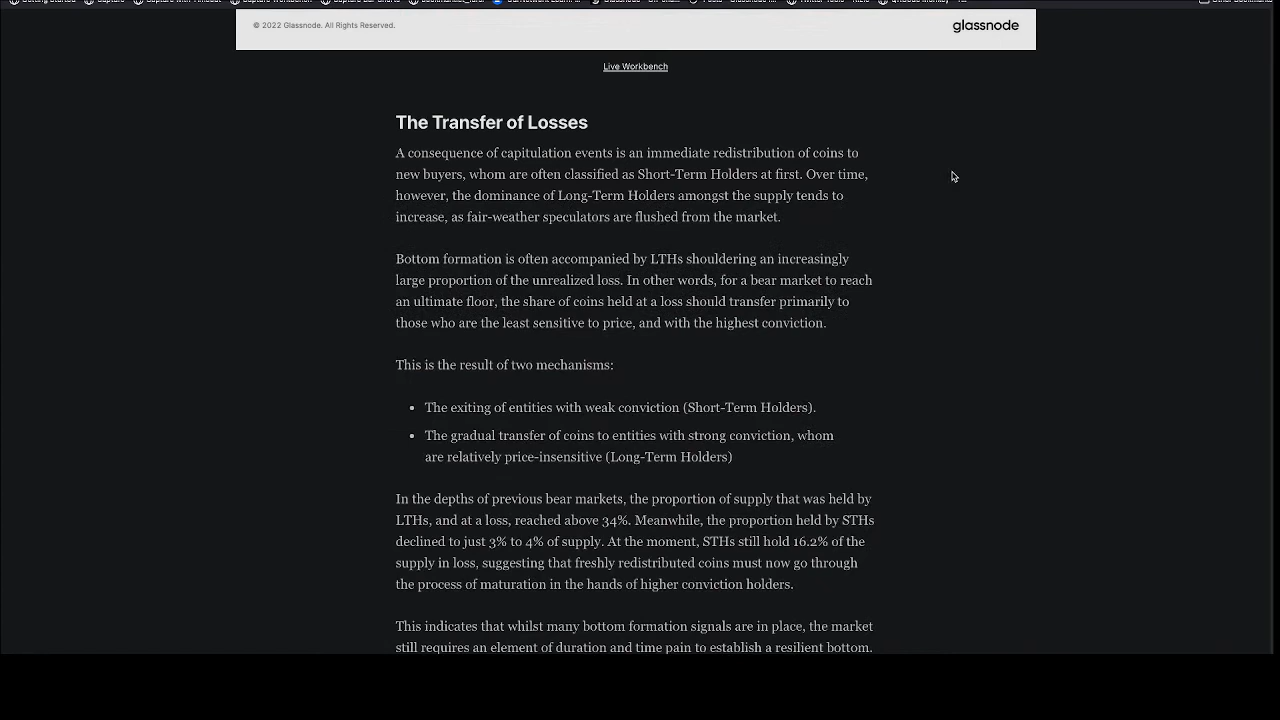 © 2022 Glassnode. All Rights Reserved.
glassnode
Live Workbench
The Transfer of Losses
A consequence of capitulation events is an immediate redistribution of coins to
new buyers, whom are often classified as Short-Term Holders at first. Over time,
however, the dominance of Long-Term Holders amongst the supply tends to
increase, as fair-weather speculators are flushed from the market.
Bottom formation is often accompanied by LTHs shouldering an increasingly
large proportion of the unrealized loss. In other words, for a bear market to reach
an ultimate floor, the share of coins held at a loss should transfer primarily to
those who are the least sensitive to price, and with the highest conviction.
This is the result of two mechanisms:
• The exiting of entities with weak conviction (Short-Term Holders).
• The gradual transfer of coins to entities with strong conviction, whom
are relatively price-insensitive (Long-Term Holders)
In the depths of previous bear markets, the proportion of supply that was held by
LTHs, and at a loss, reached above 34%. Meanwhile, the proportion held by STHs
declined to just 3% to 4% of supply. At the moment, STHs still hold 16.2% of the
supply in loss, suggesting that freshly redistributed coins must now go through
the process of maturation in the hands of higher conviction holders.
This indicates that whilst many bottom formation signals are in place, the market
still requires an element of duration and time pain to establish a resilient bottom.